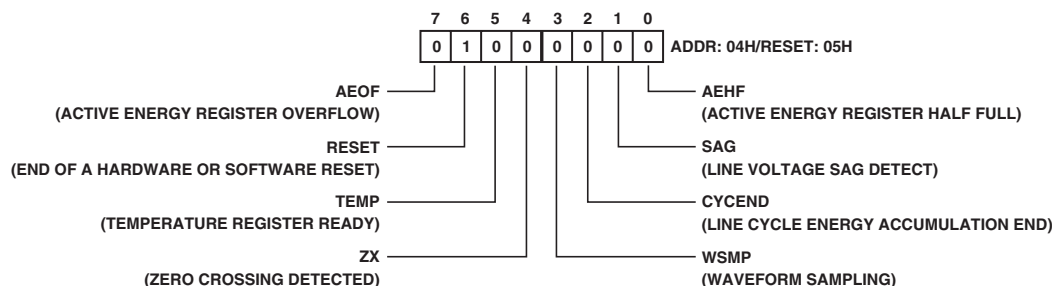 7 6 5 4 3 2 1 0
0 1 0 0 0 0 0 0 ADDR: 04H/RESET: 05H
AEOF
(ACTIVE ENERGY REGISTER OVERFLOW)
RESET
(END OF A HARDWARE OR SOFTWARE RESET)
TEMP
(TEMPERATURE REGISTER READY)
ZX
(ZERO CROSSING DETECTED)
AEHF
(ACTIVE ENERGY REGISTER HALF FULL)
SAG
(LINE VOLTAGE SAG DETECT)
CYCEND
(LINE CYCLE ENERGY ACCUMULATION END)
WSMP
(WAVEFORM SAMPLING)